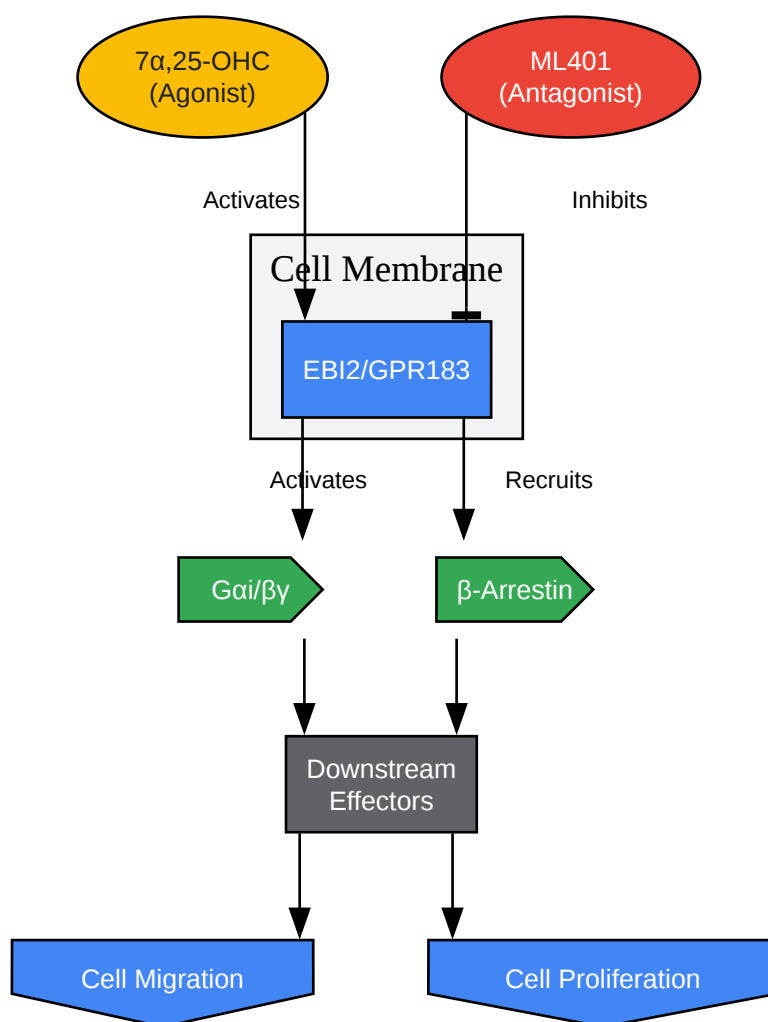 7α,25-OHC
(Agonist)
ML401
(Antagonist)
Activates
Inhibits
Cell Membrane
EBI2/GPR183
Activates
Recruits
Gαi/βγ
β-Arrestin
Downstream
Effectors
Cell Migration
Cell Proliferation